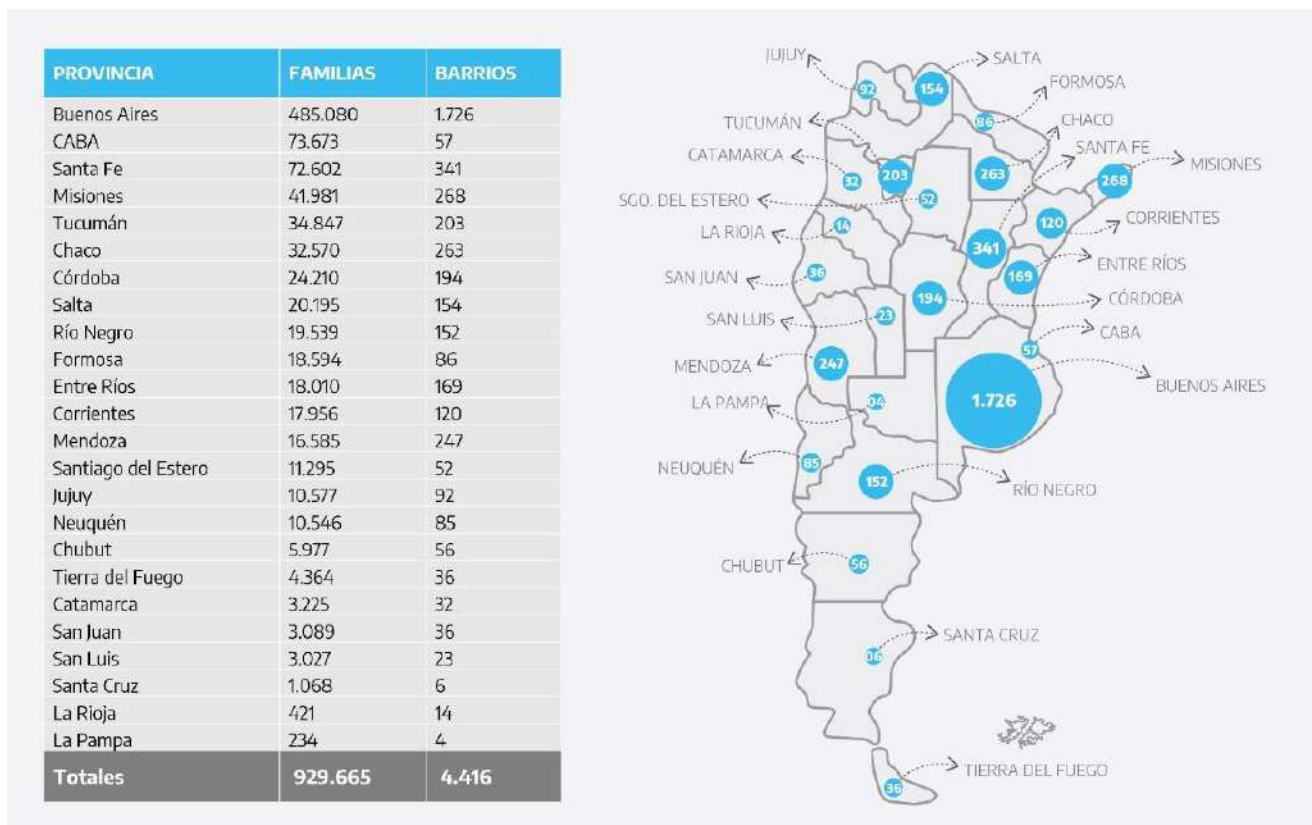 PROVINCIA FAMILIAS BARRIOS
Buenos Aires 485.080 1.726
CABA 73.673 57
Santa Fe 72.602 341
Misiones 41.981 268
Tucumán 34.847 203
Chaco 32.570 263
Córdoba 24.210 194
Salta 20.195 154
Río Negro 19.539 152
Formosa 18.594 86
Entre Ríos 18.010 169
Corrientes 17.956 120
Mendoza 16.585 247
Santiago del Estero 11.295 52
Jujuy 10.577 92
Neuquén 10.546 85
Chubut 5.977 56
Tierra del Fuego 4.364 36
Catamarca 3.225 32
San Juan 3.089 36
San Luis 3.027 23
Santa Cruz 1.068 6
La Rioja 421 14
La Pampa 234 4
Totales 929.665 4.416
JUJUY 92
154 SALTA
86 FORMOSA
TUCUMÁN 203
263 CHACO
CATAMARCA 32
341 SANTA FE
268 MISIONES
SGO. DEL ESTERO 52
120 CORRIENTES
LA RIOJA 14
169 ENTRE RÍOS
SAN JUAN 36
194 CÓRDOBA
SAN LUIS 23
57 CABA
MENDOZA 247
1.726 BUENOS AIRES
LA PAMPA 04
NEUQUÉN 85
152 RÍO NEGRO
CHUBUT 56
06 SANTA CRUZ
36 TIERRA DEL FUEGO